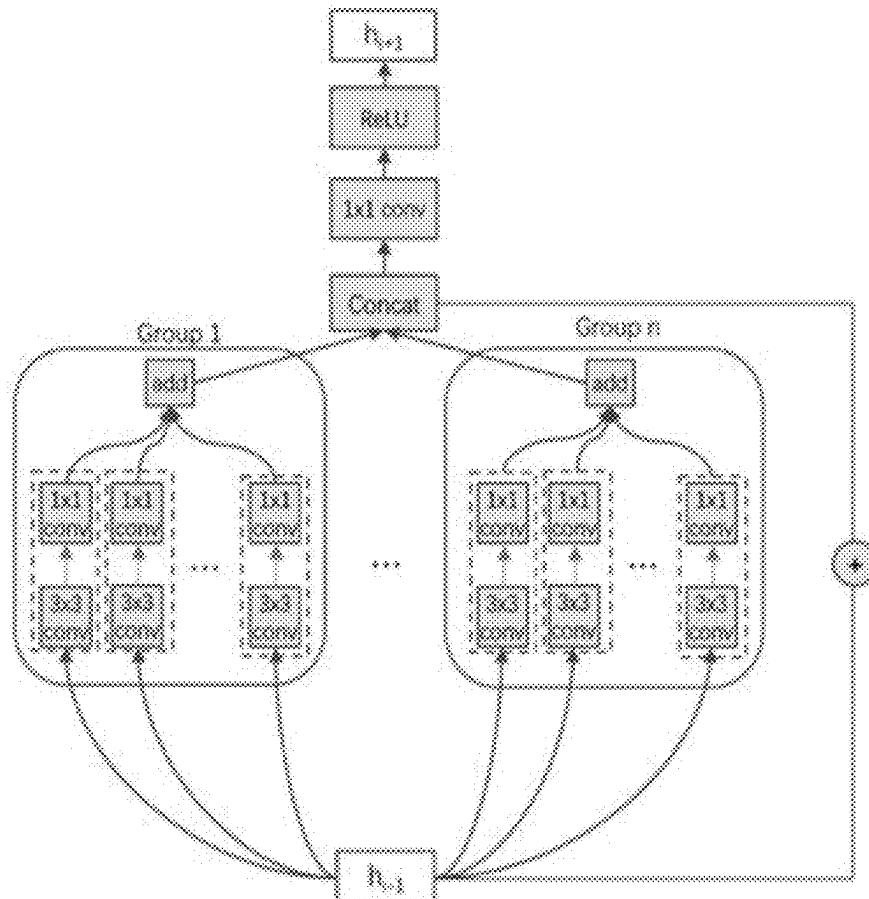 h_{i+1}
ReLU
1x1 conv
Concat
Group 1
Group n
add
add
1x1 conv
1x1 conv
1x1 conv
1x1 conv
1x1 conv
1x1 conv
...
...
...
3x3 conv
3x3 conv
3x3 conv
3x3 conv
3x3 conv
3x3 conv
+
h_{i-1}